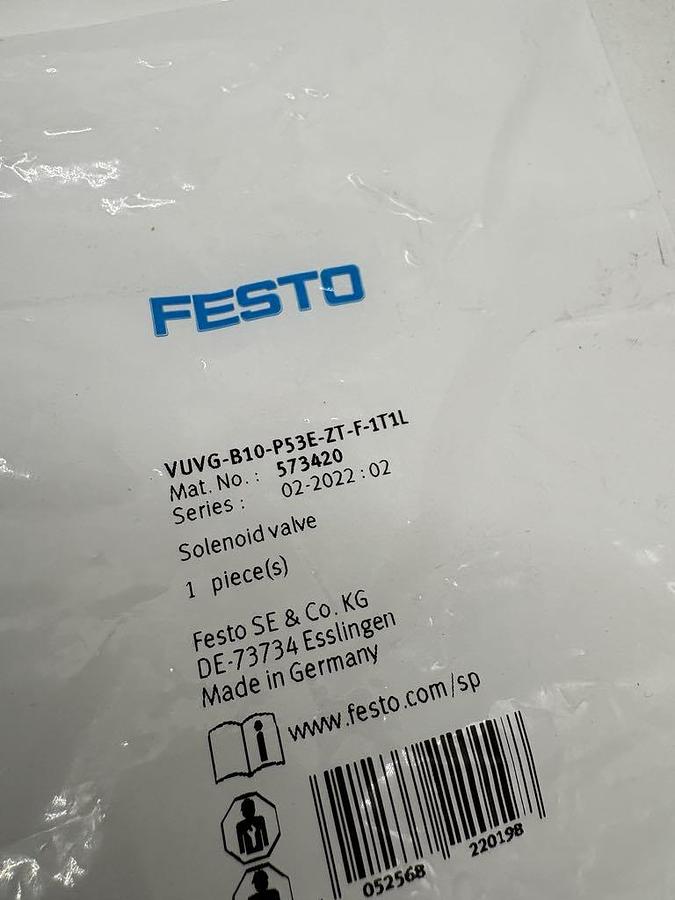 FESTO
VUVG-B10-P53E-ZT-F-1T1L
Mat. No. : 573420
Series : 02-2022 : 02
Solenoid valve
1 piece(s)
Festo SE & Co. KG
DE-73734 Esslingen
Made in Germany
www.festo.com/sp
052568 220198